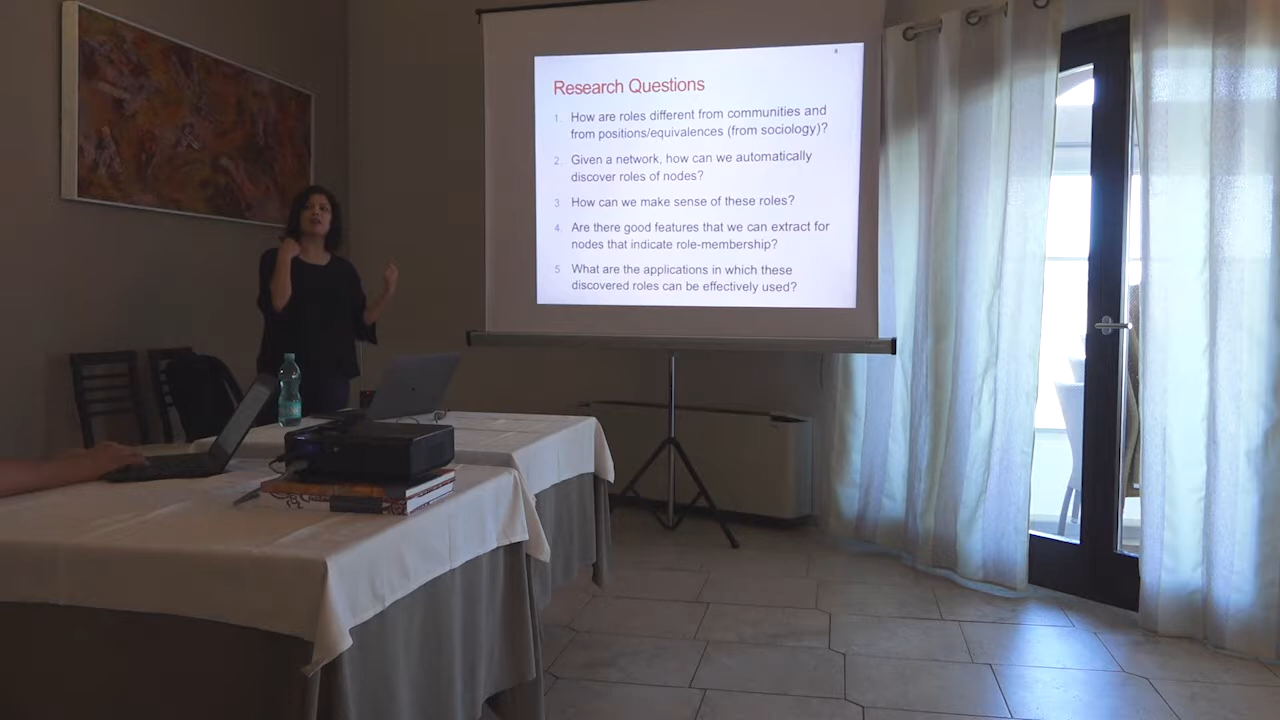 8
Research Questions
1. How are roles different from communities and
from positions/equivalences (from sociology)?
2. Given a network, how can we automatically
discover roles of nodes?
3 How can we make sense of these roles?
4. Are there good features that we can extract for
nodes that indicate role-membership?
5 What are the applications in which these
discovered roles can be effectively used?